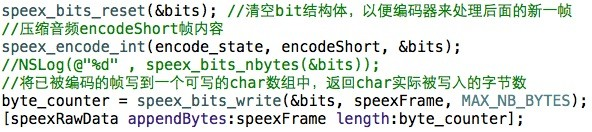 speex_bits_reset(&bits); //清空bit结构体，以便编码器来处理后面的新一帧
//压缩音频encodeShort帧内容
speex_encode_int(encode_state, encodeShort, &bits);
//NSLog(@"%d" , speex_bits_nbytes(&bits));
//将已被编码的帧写到一个可写的char数组中，返回char实际被写入的字节数
byte_counter = speex_bits_write(&bits, speexFrame, MAX_NB_BYTES);
[speexRawData appendBytes:speexFrame length:byte_counter];